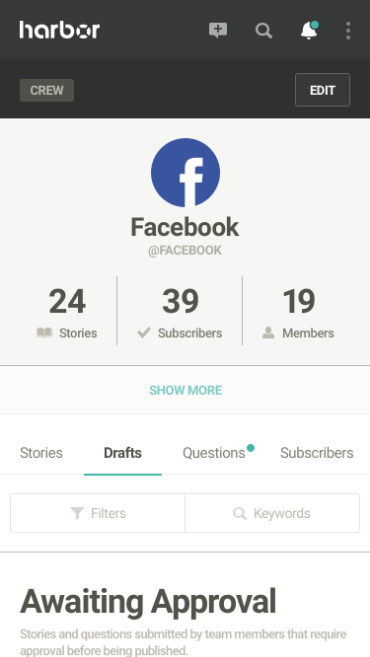 harbor
CREW
EDIT
Facebook
@FACEBOOK
24 39 19
Stories Subscribers Members
SHOW MORE
Stories Drafts Questions Subscribers
Filters Keywords
Awaiting Approval
Stories and questions submitted by team members that require
approval before being published.